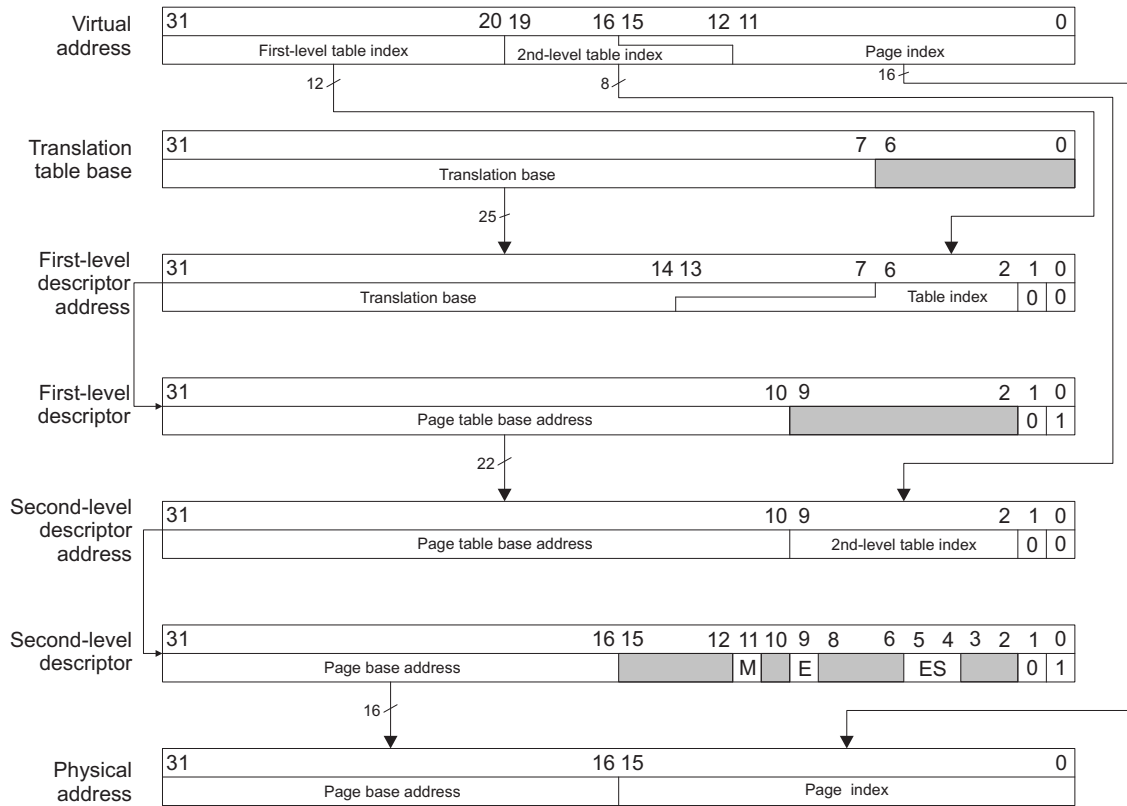 Virtual
address
31 20 19 16 15 12 11 0
First-level table index 2nd-level table index Page index
12 8 16
Translation
table base
31 7 6 0
Translation base
25
First-level
descriptor
address
31 14 13 7 6 2 1 0
Translation base Table index 0 0
First-level
descriptor
31 10 9 2 1 0
Page table base address 0 1
22
Second-level
descriptor
address
31 10 9 2 1 0
Page table base address 2nd-level table index 0 0
Second-level
descriptor
31 16 15 12 11 10 9 8 6 5 4 3 2 1 0
Page base address M E ES 0 1
16
Physical
address
31 16 15 0
Page base address Page index